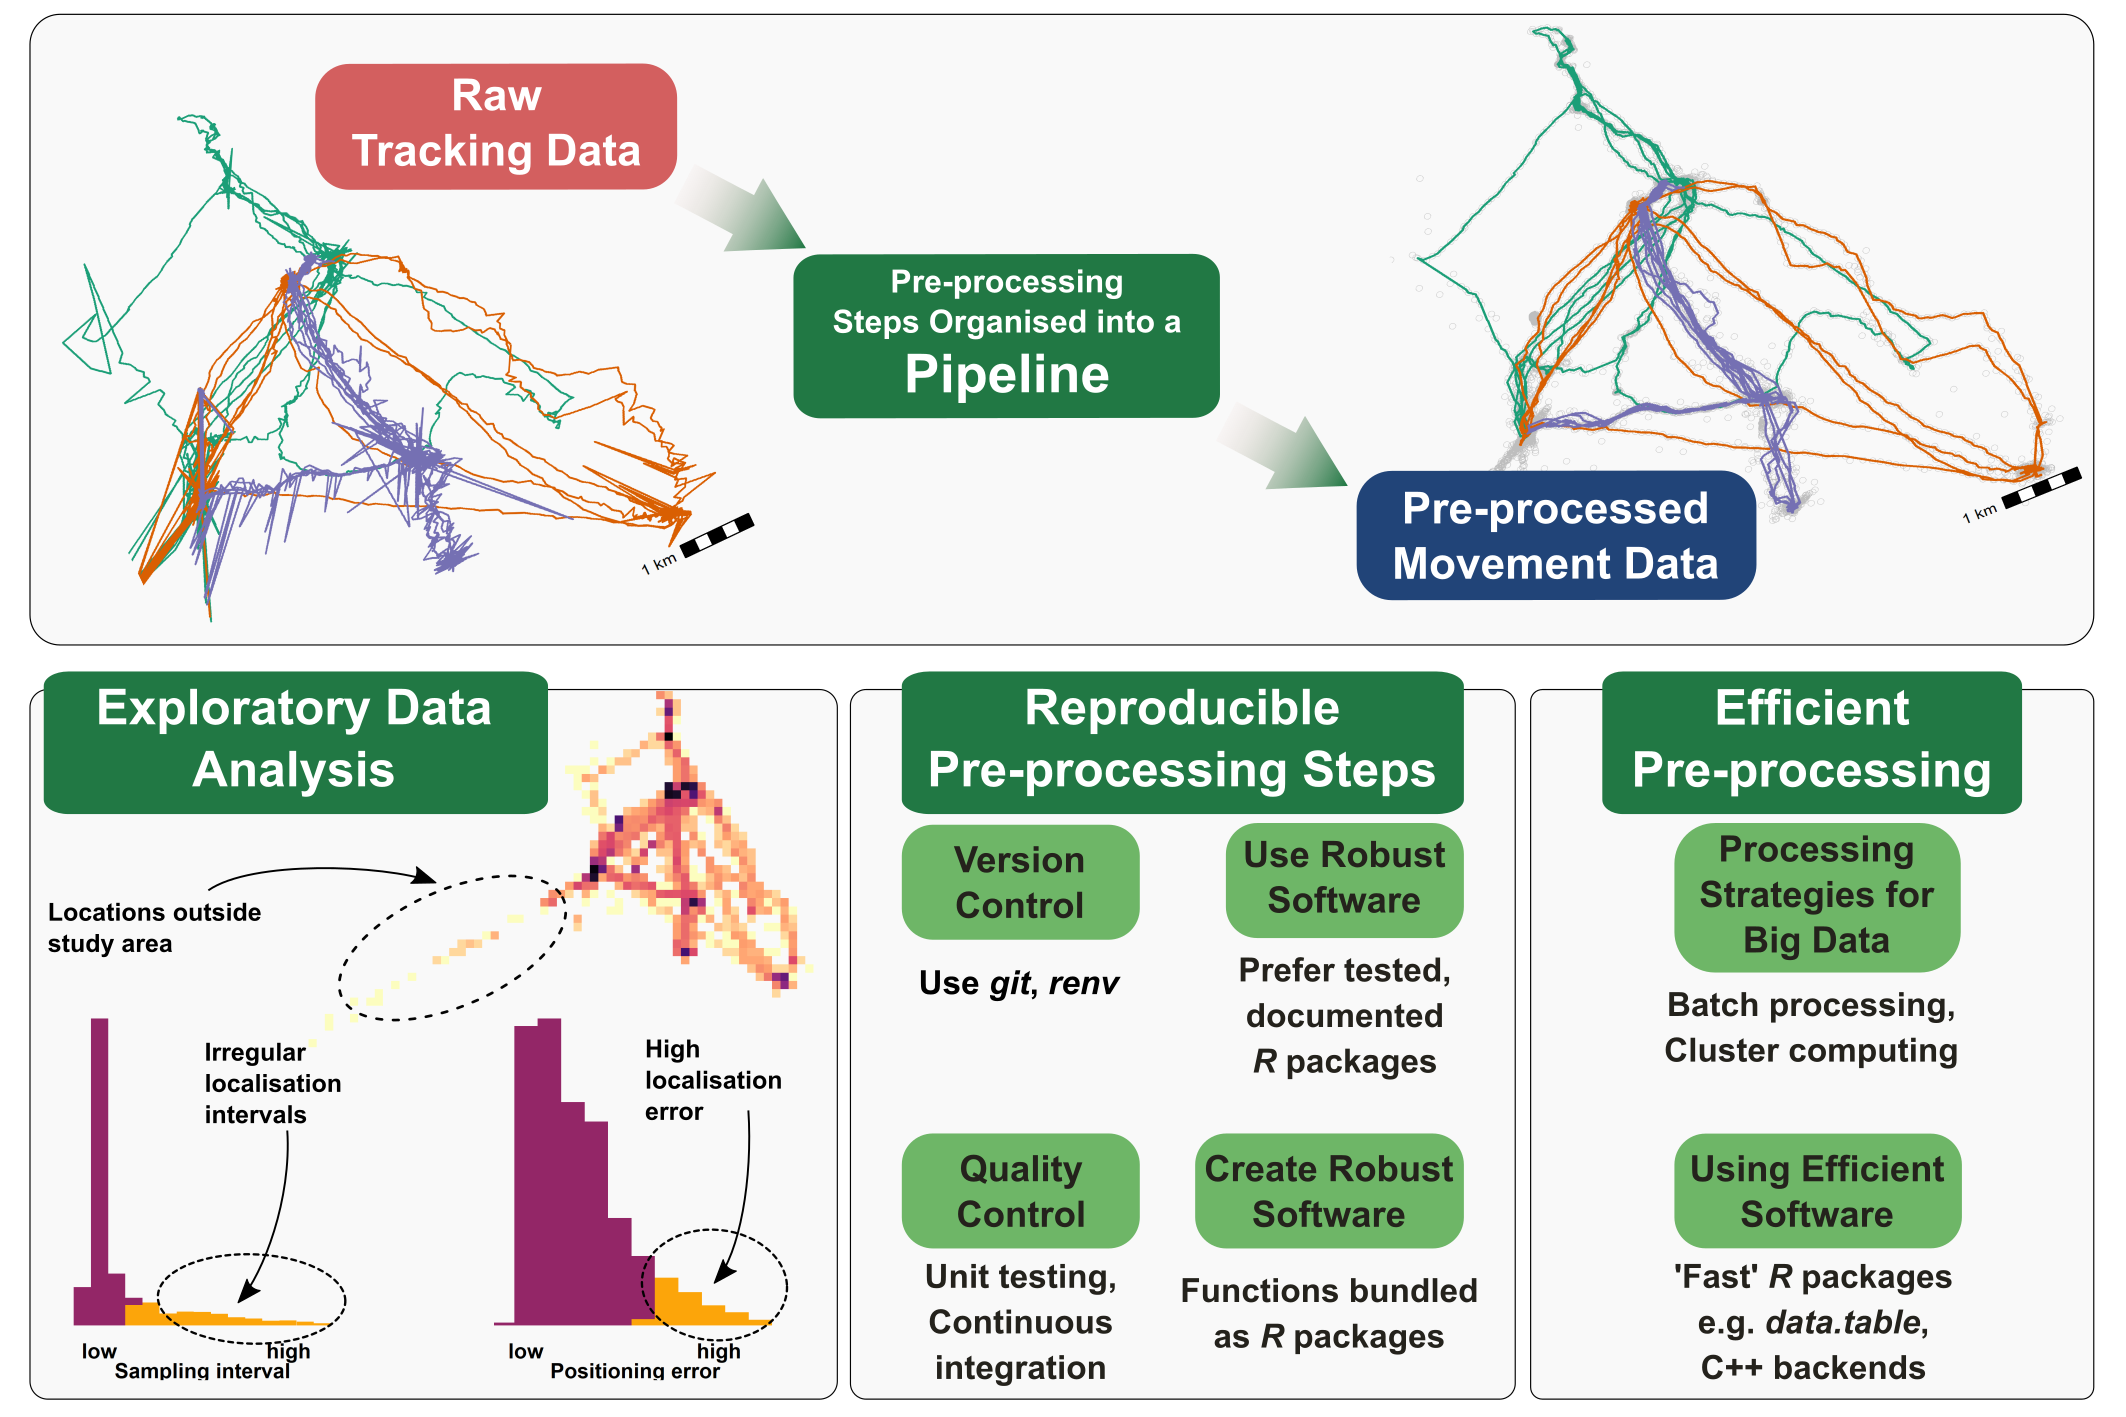 Raw
Tracking Data
Pre-processing
Steps Organised into a
Pipeline
Pre-processed
Movement Data
1 km
1 km
Exploratory Data
Analysis
Locations outside
study area
Irregular
localisation
intervals
High
localisation
error
low
high
Sampling interval
low
high
Positioning error
Reproducible
Pre-processing Steps
Version
Control
Use git, renv
Use Robust
Software
Prefer tested,
documented
R packages
Quality
Control
Unit testing,
Continuous
integration
Create Robust
Software
Functions bundled
as R packages
Efficient
Pre-processing
Processing
Strategies for
Big Data
Batch processing,
Cluster computing
Using Efficient
Software
'Fast' R packages
e.g. data.table,
C++ backends